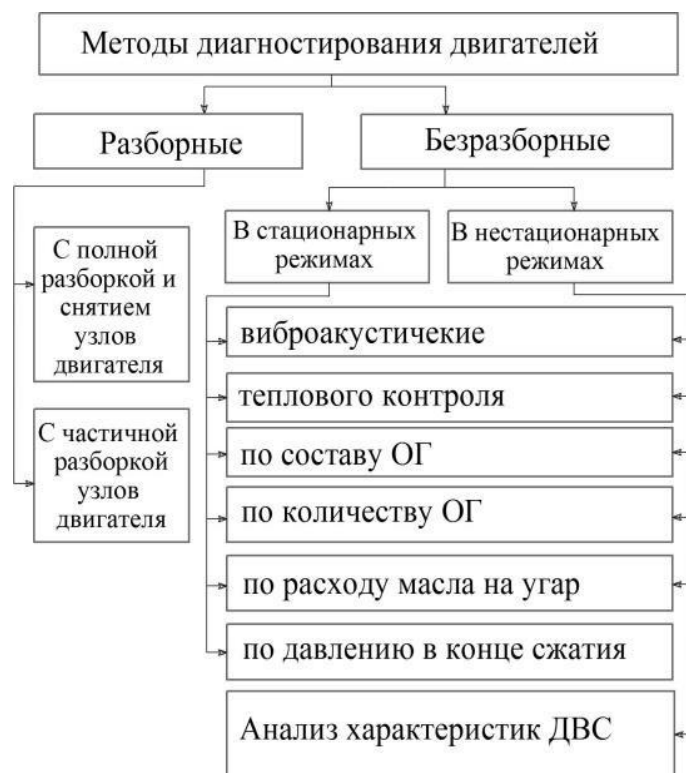 Методы диагностирования двигателей
Разборные
Безразборные
С полной
разборкой и
снятием
узлов
двигателя
С частичной
разборкой
узлов
двигателя
В стационарных
режимах
В нестационарных
режимах
виброакустичекие
теплового контроля
по составу ОГ
по количеству ОГ
по расходу масла на угар
по давлению в конце сжатия
Анализ характеристик ДВС